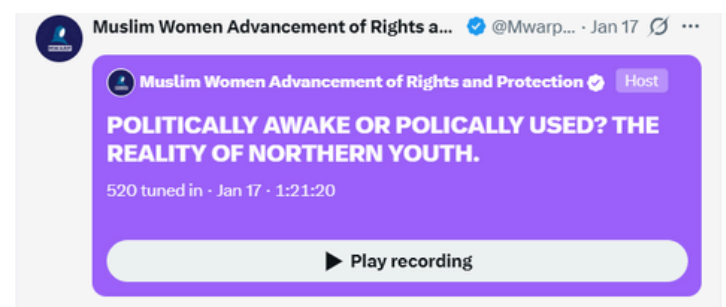 Muslim Women Advancement of Rights a... @Mwarp... · Jan 17 ...
Muslim Women Advancement of Rights and Protection Host
POLITICALLY AWAKE OR POLICALLY USED? THE
REALITY OF NORTHERN YOUTH.
520 tuned in · Jan 17 · 1:21:20
Play recording